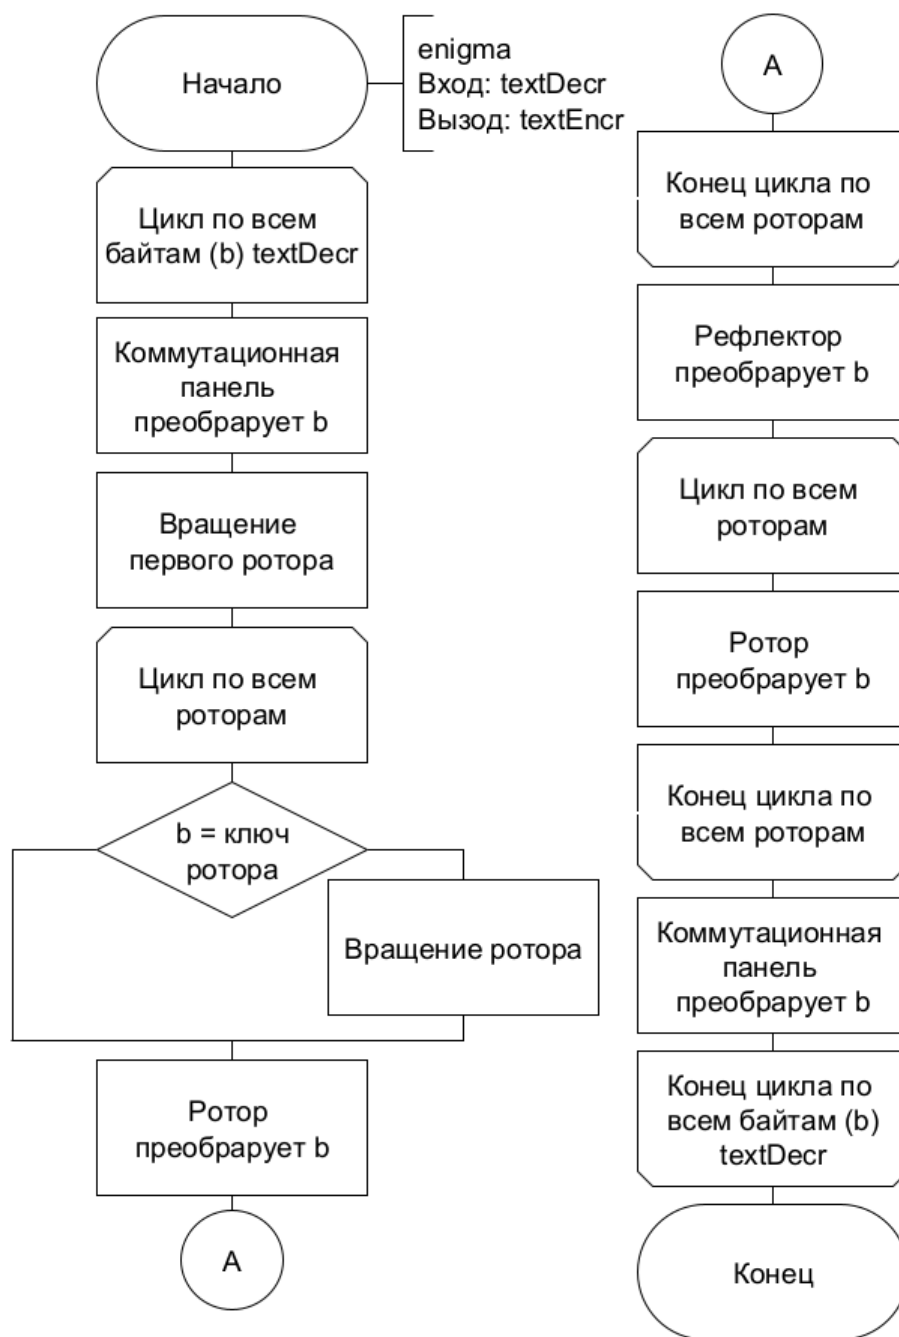 Начало
enigma
Вход: textDecr
Вызод: textEncr
Цикл по всем
байтам (b) textDecr
Коммутационная
панель
преобрарует b
Вращение
первого ротора
Цикл по всем
роторам
b = ключ
ротора
Вращение ротора
Ротор
преобрарует b
А
А
Конец цикла по
всем роторам
Рефлектор
преобрарует b
Цикл по всем
роторам
Ротор
преобрарует b
Конец цикла по
всем роторам
Коммутационная
панель
преобрарует b
Конец цикла по
всем байтам (b)
textDecr
Конец